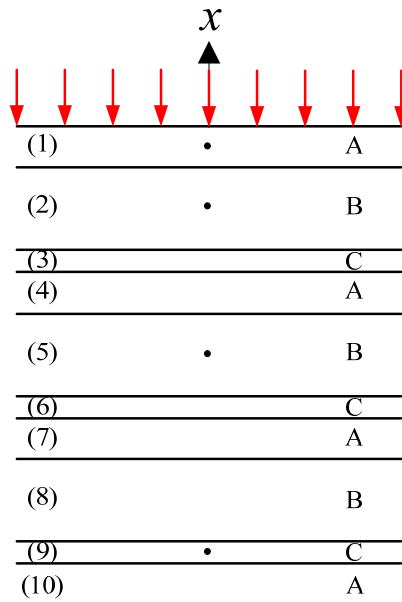 x
(1) A
(2) B
(3) C
(4) A
(5) B
(6) C
(7) A
(8) B
(9) C
(10) A